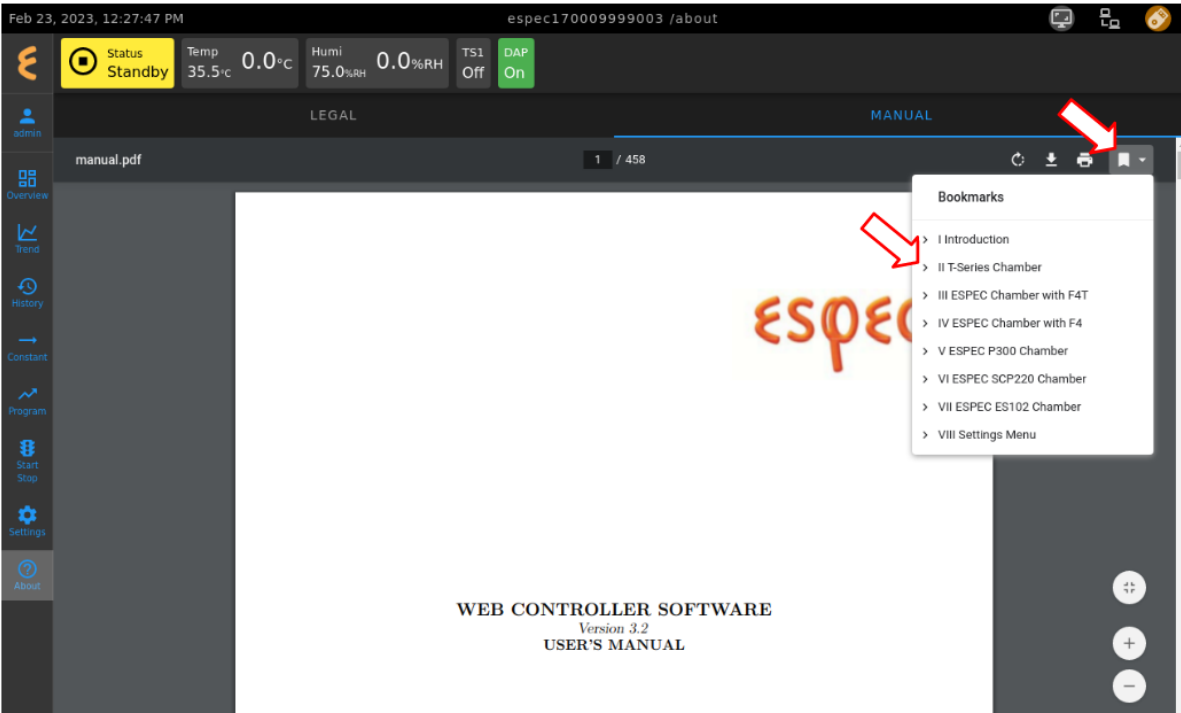 Feb 23, 2023, 12:27:47 PM espec170009999003 /about
Status Temp Humi TS1 DAP
Standby 35.5°C 0.0°C 75.0%RH 0.0%RH Off On
admin
LEGAL MANUAL
manual.pdf 1 / 458
Overview
Trend
History
Constant
Program
Start
Stop
Settings
About
Bookmarks
I Introduction
II T-Series Chamber
III ESPEC Chamber with F4T
IV ESPEC Chamber with F4
V ESPEC P300 Chamber
VI ESPEC SCP220 Chamber
VII ESPEC ES102 Chamber
VIII Settings Menu
espec
WEB CONTROLLER SOFTWARE
Version 3.2
USER'S MANUAL